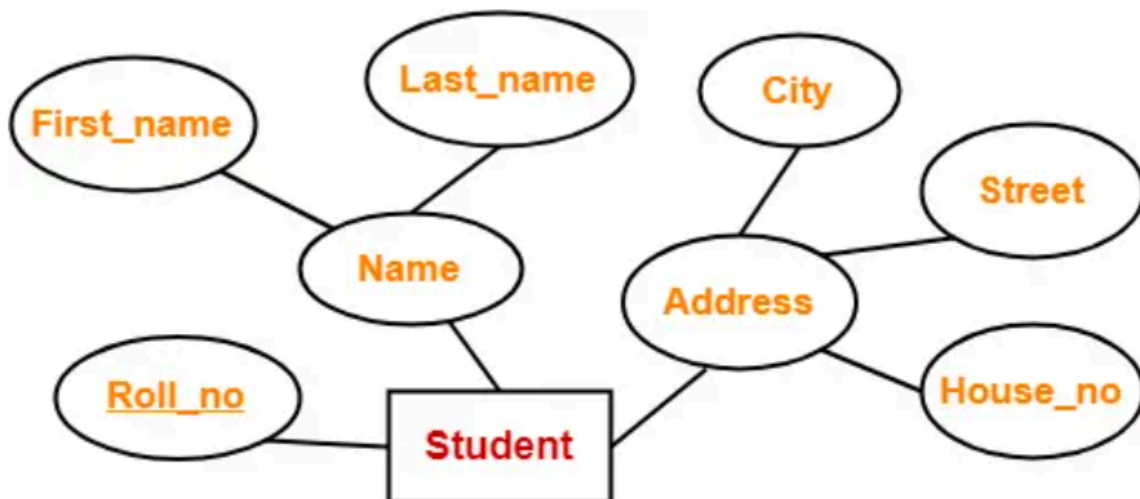 Last_name
City
First_name
Street
Name
Address
Roll_no
House_no
Student